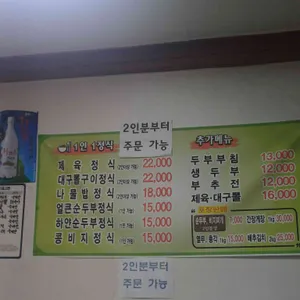 2인분부터
주문 가능
1인 1정식
제육정식 22,000
대구뽈구이정식 22,000
나물밥정식 18,000
얼큰순두부정식 15,000
하얀순두부정식 15,000
콩비지정식 15,000
추가메뉴
두부부침 13,000
생두부 12,000
부추전 12,000
제육·대구뽈 16,000
2인분부터
주문 가능